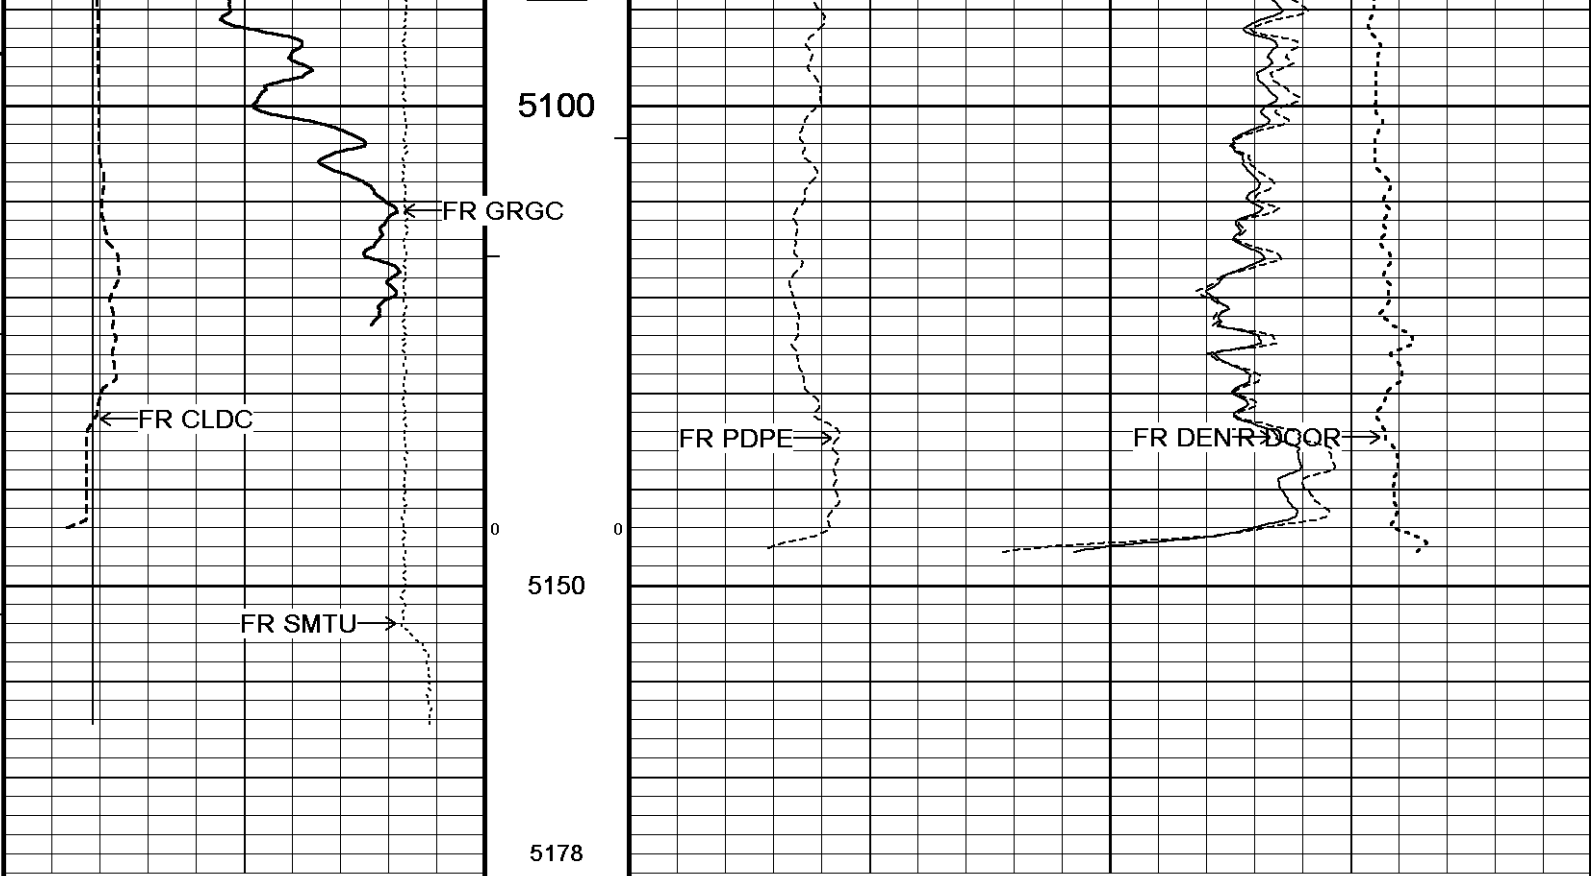 5100
FR GRGC
FR CLDC
FR PDPE
FR DEN
R DCOR
0
0
5150
FR SMTU
5178